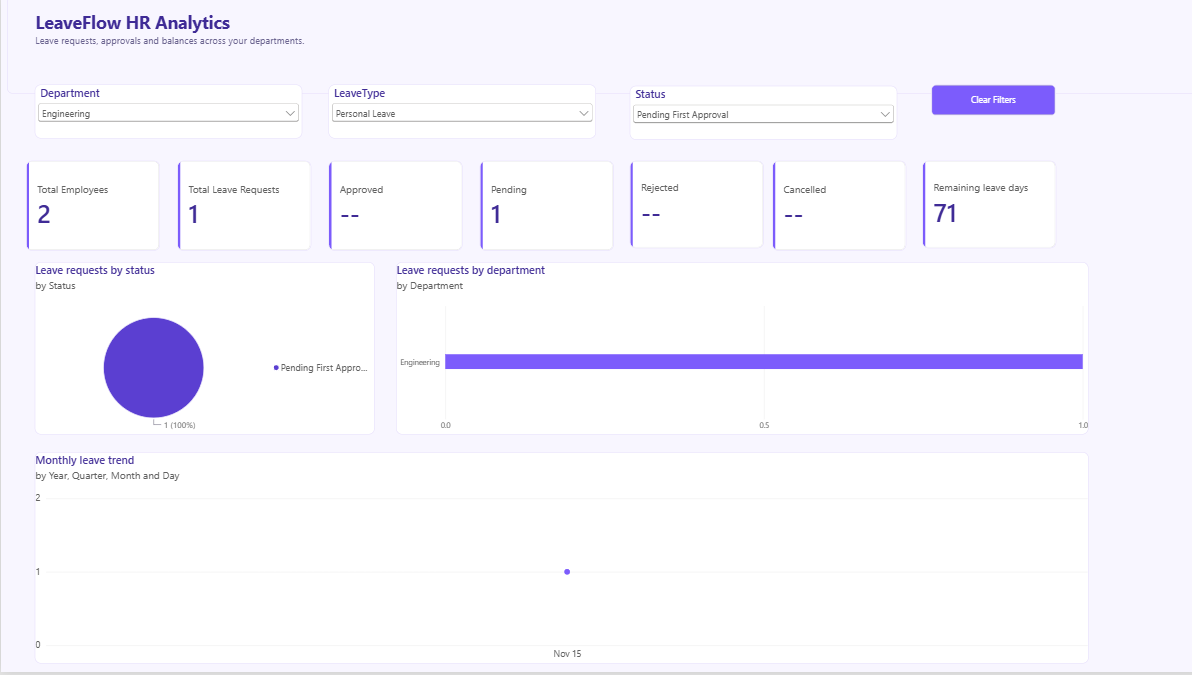 LeaveFlow HR Analytics
Leave requests, approvals and balances across your departments.
Department
Engineering
LeaveType
Personal Leave
Status
Pending First Approval
Clear Filters
Total Employees
2
Total Leave Requests
1
Approved
--
Pending
1
Rejected
--
Cancelled
--
Remaining leave days
71
Leave requests by status
by Status
Pending First Appro...
1 (100%)
Leave requests by department
by Department
Engineering
0.0 0.5 1.0
Monthly leave trend
by Year, Quarter, Month and Day
2
1
0
Nov 15